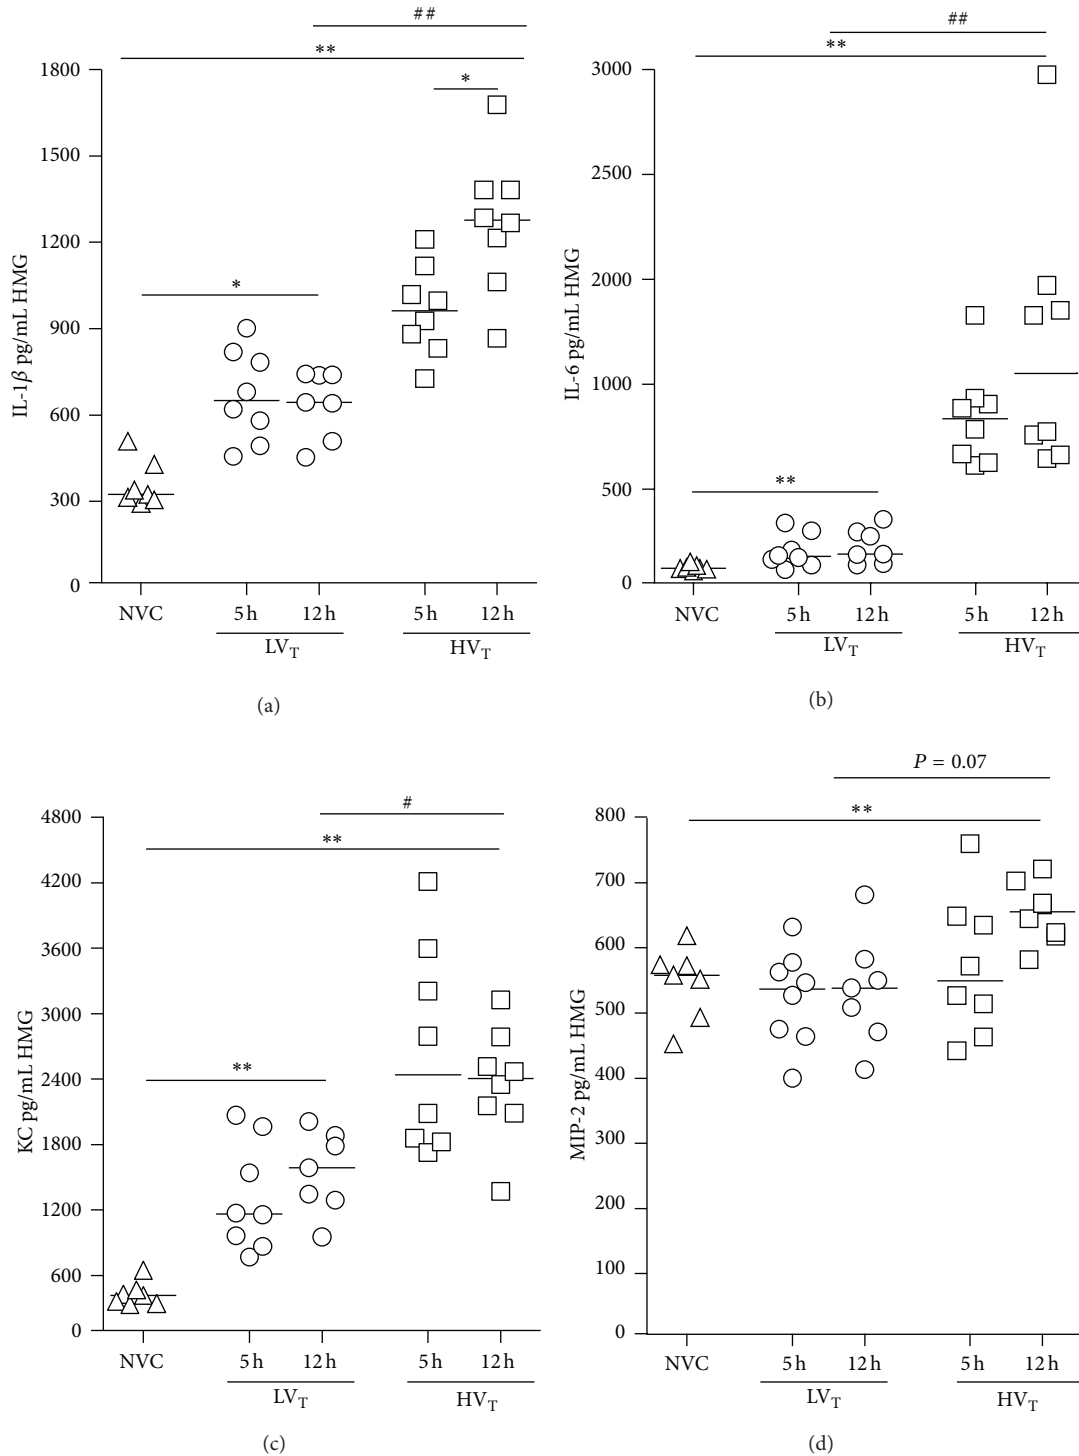 ##
**
*
*
1800
1500
1200
900
600
300
0
IL-1β pg/mL HMG
NVC
5 h
12 h
5 h
12 h
LVT
HVT
(a)
##
**
**
3000
2500
2000
1000
500
0
IL-6 pg/mL HMG
NVC
5 h
12 h
5 h
12 h
LVT
HVT
(b)
#
**
**
4800
4200
3600
3000
2400
1800
1200
600
0
KC pg/mL HMG
NVC
5 h
12 h
5 h
12 h
LVT
HVT
(c)
P = 0.07
**
800
700
600
500
400
300
200
100
0
MIP-2 pg/mL HMG
NVC
5 h
12 h
5 h
12 h
LVT
HVT
(d)